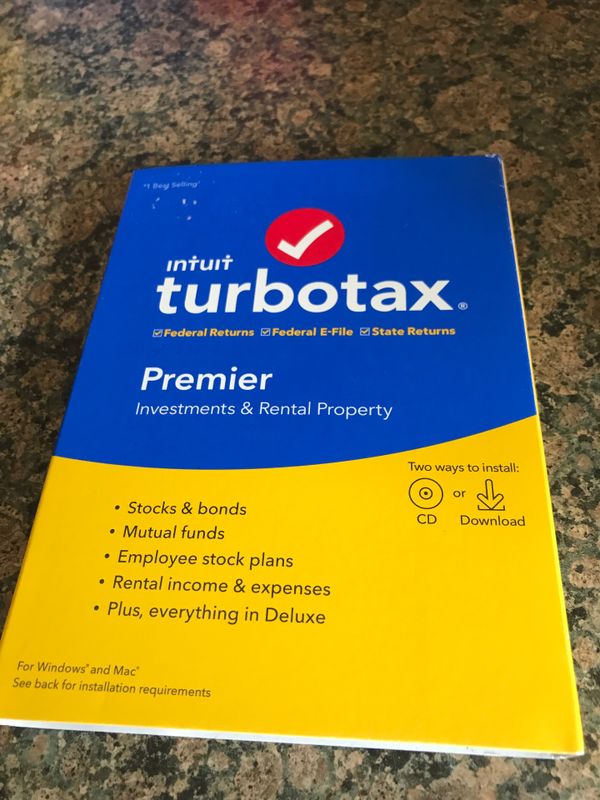 #1 Best Selling
INTUIT
turbotax®
Federal Returns Federal E-File State Returns
Premier
Investments & Rental Property
Two ways to install:
CD or Download
• Stocks & bonds
• Mutual funds
• Employee stock plans
• Rental income & expenses
• Plus, everything in Deluxe
For Windows® and Mac®
See back for installation requirements